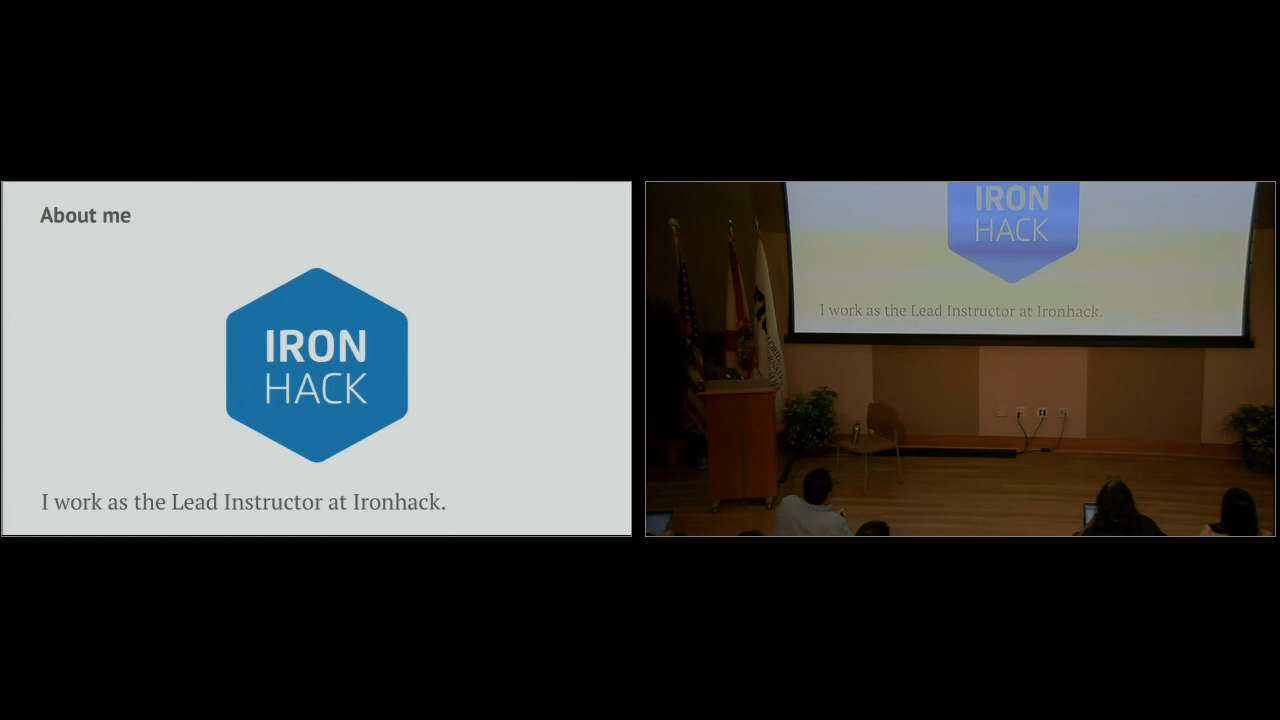 About me
IRON
HACK
I work as the Lead Instructor at Ironhack.
IRON
HACK
I work as the Lead Instructor at Ironhack.